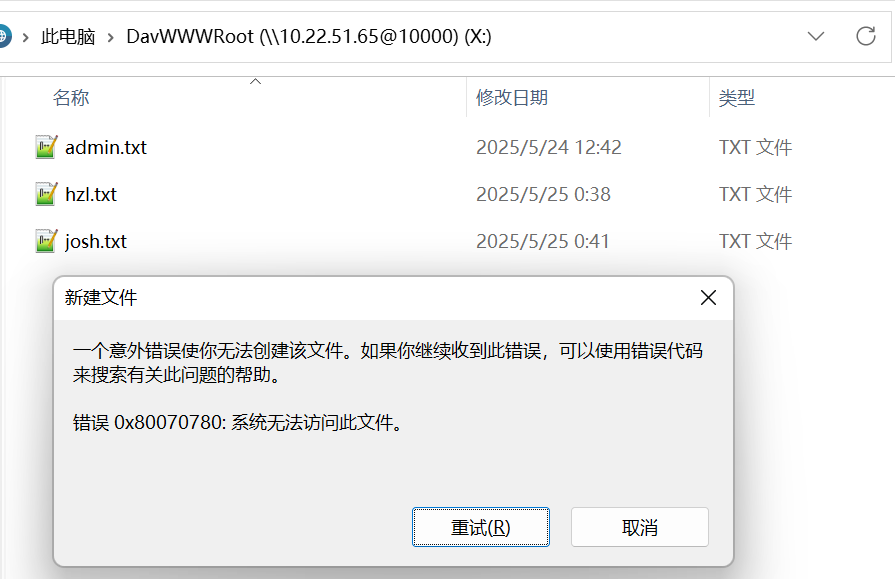 此电脑 > DavWWWRoot (\\10.22.51.65@10000) (X:)
名称 修改日期 类型
admin.txt 2025/5/24 12:42 TXT 文件
hzl.txt 2025/5/25 0:38 TXT 文件
josh.txt 2025/5/25 0:41 TXT 文件
新建文件
一个意外错误使你无法创建该文件。如果你继续收到此错误，可以使用错误代码
来搜索有关此问题的帮助。
错误 0x80070780: 系统无法访问此文件。
重试(R) 取消